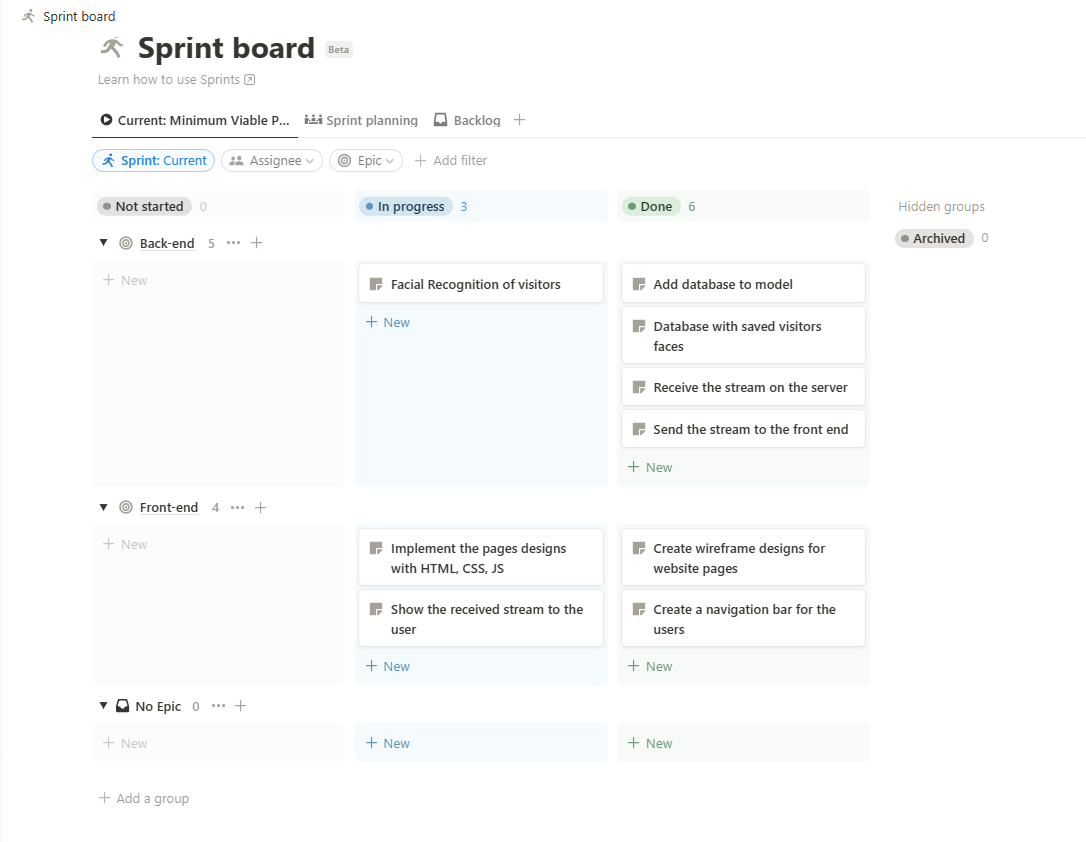 Sprint board
Sprint board Beta
Learn how to use Sprints
Current: Minimum Viable P... Sprint planning Backlog
Sprint: Current Assignee Epic + Add filter
Not started 0 In progress 3 Done 6 Hidden groups
Archived 0
Back-end 5 ... +
+ New
Facial Recognition of visitors
+ New
Add database to model
Database with saved visitors
faces
Receive the stream on the server
Send the stream to the front end
+ New
Front-end 4 ... +
+ New
Implement the pages designs
with HTML, CSS, JS
Show the received stream to the
user
+ New
Create wireframe designs for
website pages
Create a navigation bar for the
users
+ New
No Epic 0 ... +
+ New + New + New
+ Add a group